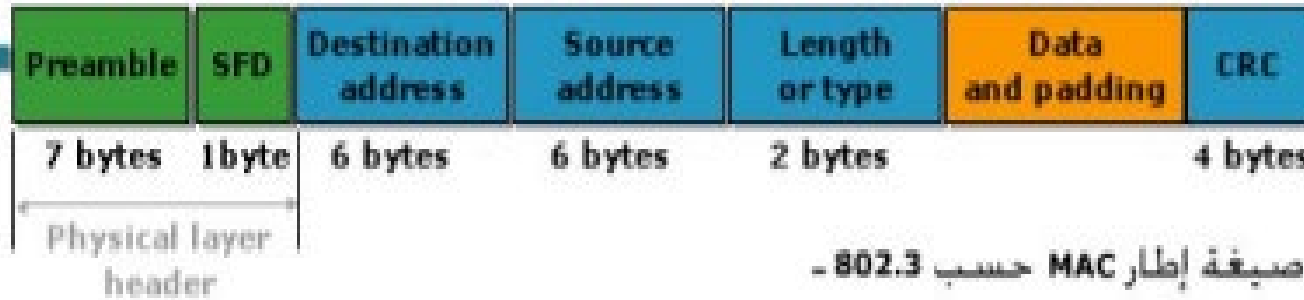 Preamble
SFD
Destination
address
Source
address
Length
or type
Data
and padding
CRC
7 bytes
1byte
6 bytes
6 bytes
2 bytes
4 bytes
Physical layer
header
صيغة إطار MAC حسب 802.3 -